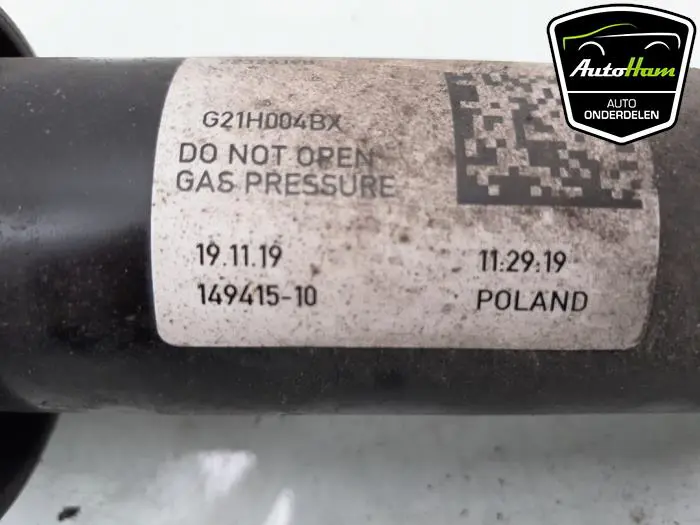 G21H004BX
DO NOT OPEN
GAS PRESSURE
19.11.19
11:29:19
149415-10
POLAND
AutoHam
AUTO
ONDERDELEN